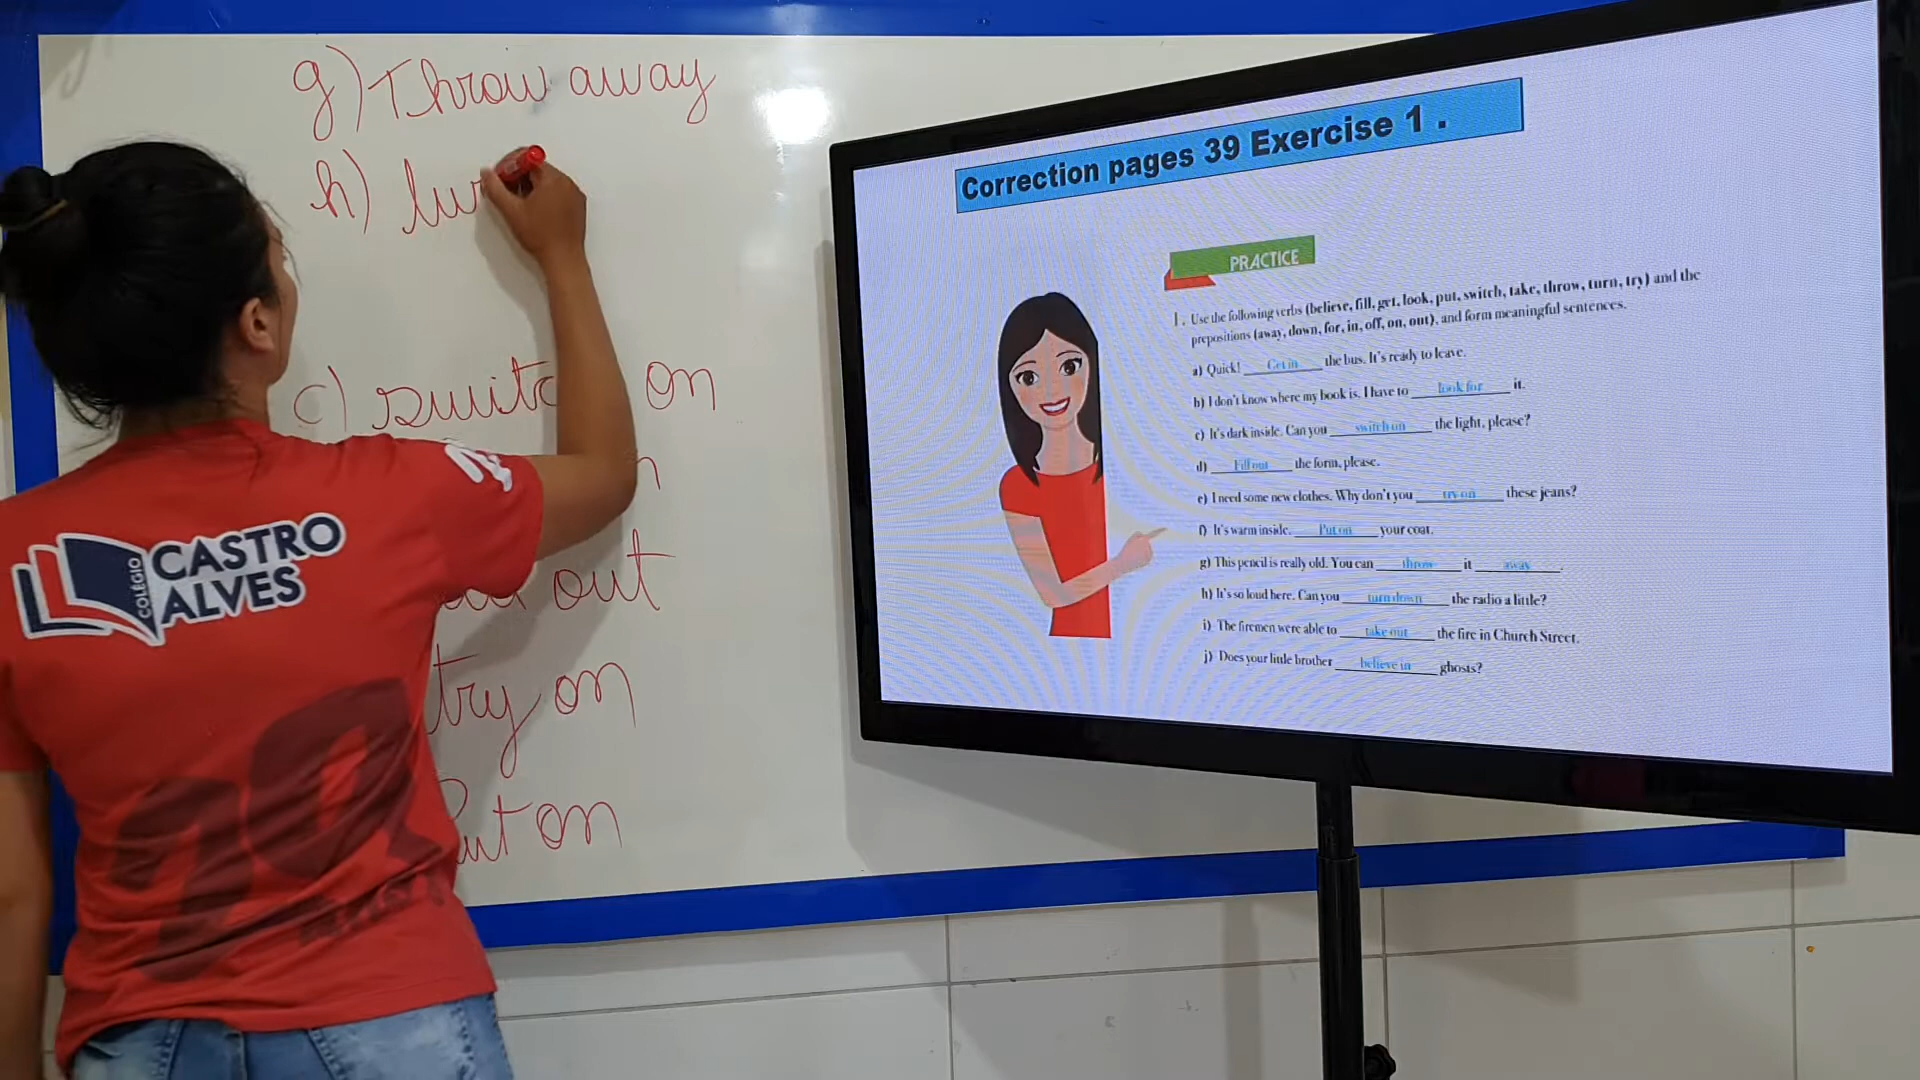 g) Throw away
h) tur
c) switc on
out
try on
Put on
COLÉGIO
CASTRO
ALVES
Correction pages 39 Exercise 1 .
PRACTICE
1. Use the following verbs (believe, fill, get, look, put, switch, take, throw, turn, try) and the
prepositions (away, down, for, in, off, on, out), and form meaningful sentences.
a) Quick! Get in the bus. It's ready to leave.
b) I don't know where my book is. I have to look for it.
c) It's dark inside. Can you switch on the light, please?
d) Fill out the form, please.
e) I need some new clothes. Why don't you try on these jeans?
f) It's warm inside. Put on your coat.
g) This pencil is really old. You can throw it away.
h) It's so loud here. Can you turn down the radio a little?
i) The firemen were able to take out the fire in Church Street.
j) Does your little brother believe in ghosts?